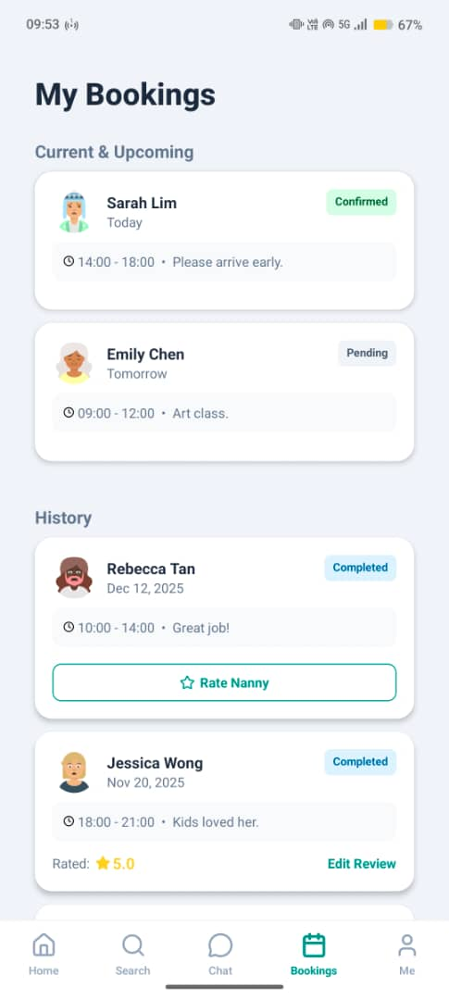 09:53
VoLTE 5G 67%
My Bookings
Current & Upcoming
Sarah Lim
Confirmed
Today
14:00 - 18:00 • Please arrive early.
Emily Chen
Pending
Tomorrow
09:00 - 12:00 • Art class.
History
Rebecca Tan
Completed
Dec 12, 2025
10:00 - 14:00 • Great job!
Rate Nanny
Jessica Wong
Completed
Nov 20, 2025
18:00 - 21:00 • Kids loved her.
Rated: 5.0 Edit Review
Home Search Chat Bookings Me